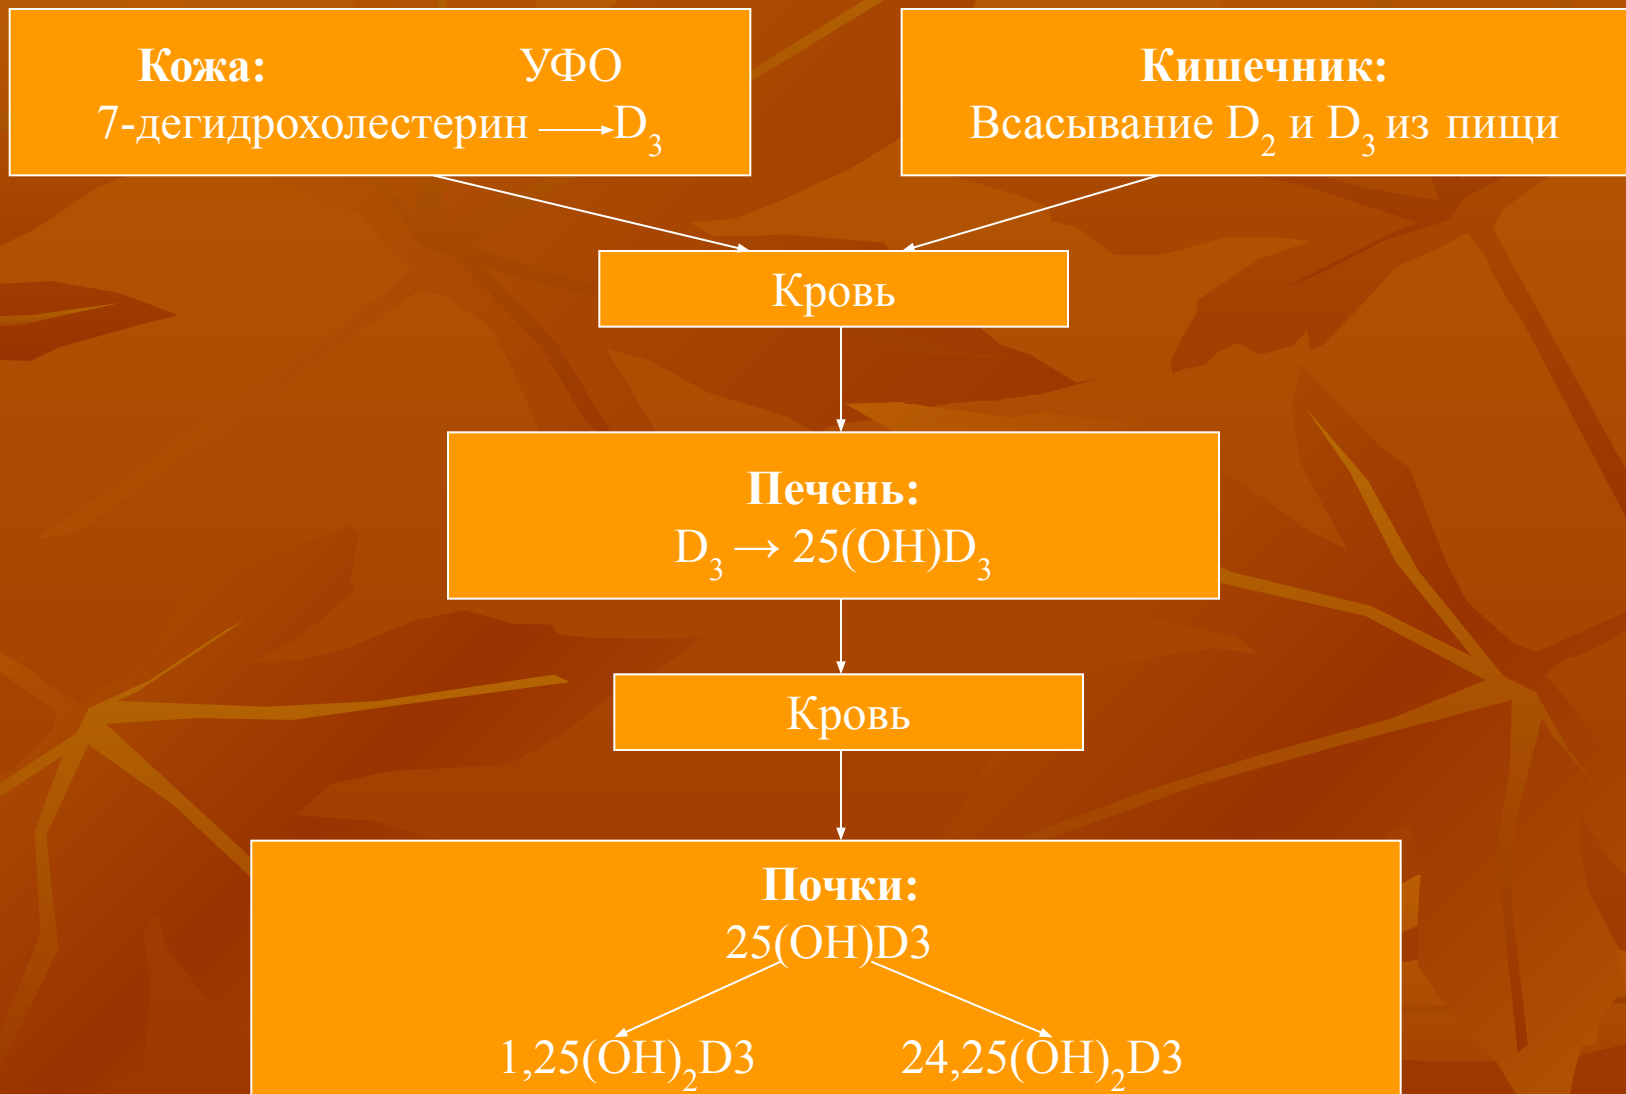 Кожа: УФО
7-дегидрохолестерин → D₃
Кишечник:
Всасывание D₂ и D₃ из пищи
Кровь
Печень:
D₃ → 25(OH)D₃
Кровь
Почки:
25(OH)D3
1,25(OH)₂D3 24,25(OH)₂D3